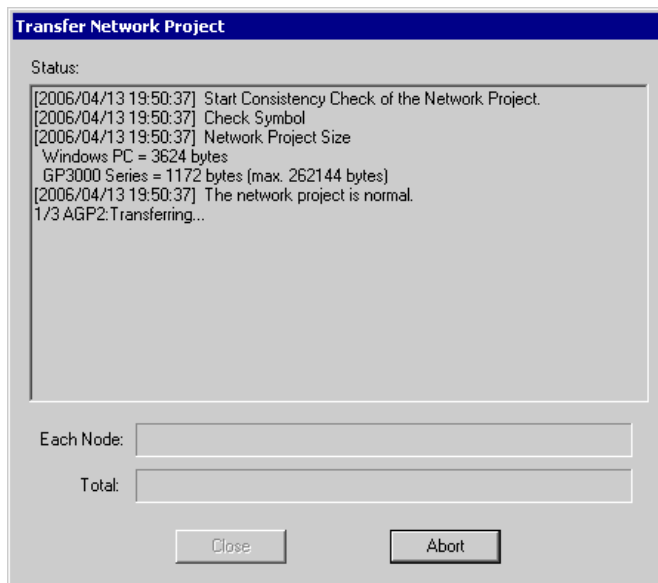 Transfer Network Project
Status:
[2006/04/13 19:50:37] Start Consistency Check of the Network Project.
[2006/04/13 19:50:37] Check Symbol
[2006/04/13 19:50:37] Network Project Size
Windows PC = 3624 bytes
GP3000 Series = 1172 bytes (max. 262144 bytes)
[2006/04/13 19:50:37] The network project is normal.
1/3 AGP2:Transferring...
Each Node:
Total:
Close
Abort